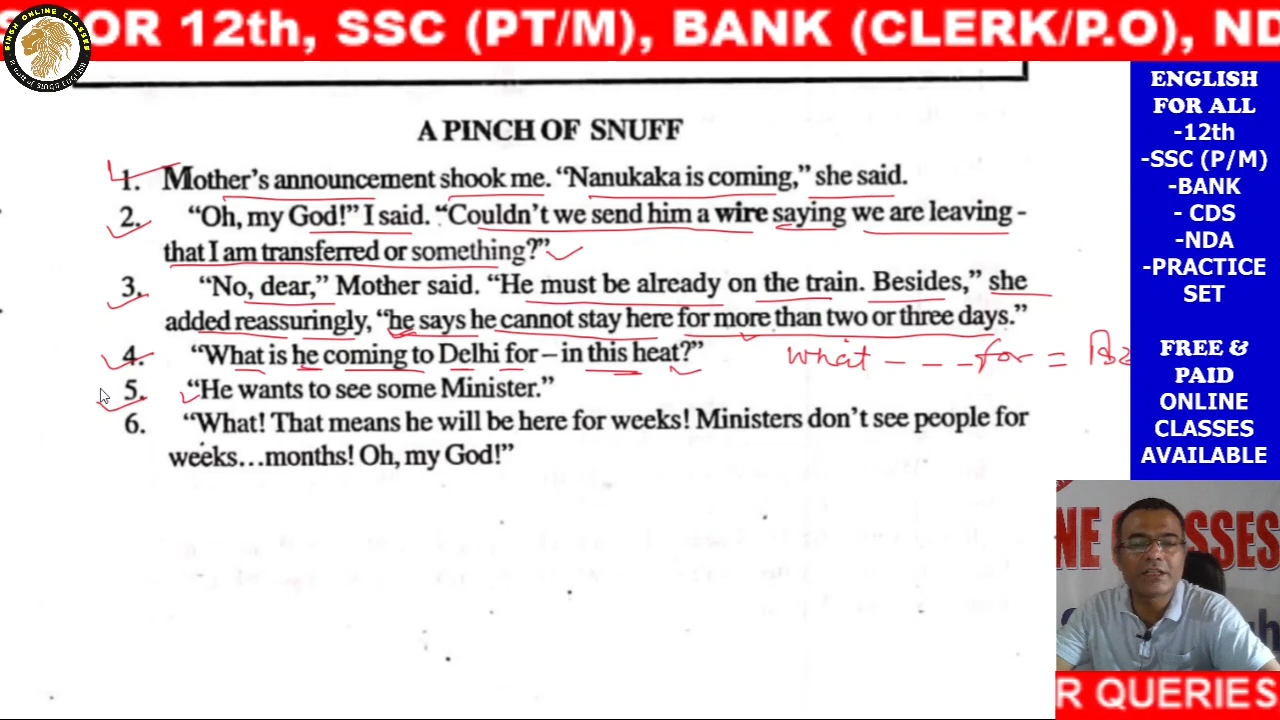 OR 12th, SSC (PT/M), BANK (CLERK/P.O), ND
SINGH ONLINE CLASSES
ENGLISH
FOR ALL
-12th
-SSC (P/M)
-BANK
- CDS
-NDA
-PRACTICE
SET
FREE &
PAID
ONLINE
CLASSES
AVAILABLE
A PINCH OF SNUFF
1. Mother's announcement shook me. “Nanukaka is coming,” she said.
2. “Oh, my God!” I said. “Couldn't we send him a wire saying we are leaving -
that I am transferred or something?”
3. “No, dear,” Mother said. “He must be already on the train. Besides,” she
added reassuringly, “he says he cannot stay here for more than two or three days.”
4. “What is he coming to Delhi for – in this heat?”
what - - - for =
5. “He wants to see some Minister.”
6. “What! That means he will be here for weeks! Ministers don't see people for
weeks...months! Oh, my God!”
NE CLASSES
R QUERIES